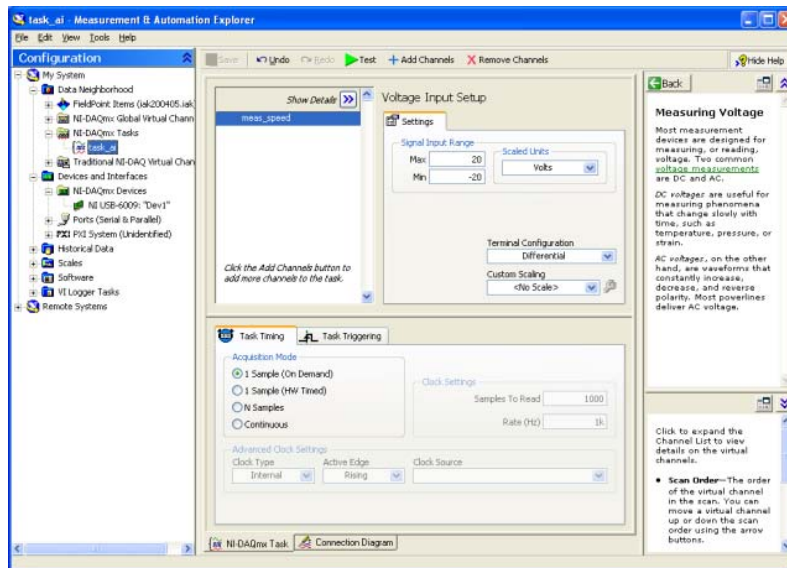 task_ai - Measurement & Automation Explorer
File Edit View Tools Help
Configuration
My System
Data Neighborhood
FieldPoint Items (iak200405.iak
NI-DAQmx Global Virtual Chann
NI-DAQmx Tasks
task_ai
Traditional NI-DAQ Virtual Chan
Devices and Interfaces
NI-DAQmx Devices
NI USB-6009: "Dev1"
Ports (Serial & Parallel)
PXI PXI System (Unidentified)
Historical Data
Scales
Software
VI Logger Tasks
Remote Systems
Save Undo Redo Test Add Channels Remove Channels Hide Help
Show Details
meas_speed
Click the Add Channels button to
add more channels to the task.
Voltage Input Setup
Settings
Signal Input Range
Max 20
Min -20
Scaled Units
Volts
Terminal Configuration
Differential
Custom Scaling
<No Scale>
Task Timing Task Triggering
Acquisition Mode
1 Sample (On Demand)
1 Sample (HW Timed)
N Samples
Continuous
Clock Settings
Samples To Read 1000
Rate (Hz) 1k
Advanced Clock Settings
Clock Type Active Edge Clock Source
Internal Rising
NI-DAQmx Task Connection Diagram
Back
Measuring Voltage
Most measurement
devices are designed for
measuring, or reading,
voltage. Two common
voltage measurements
are DC and AC.
DC voltages are useful for
measuring phenomena
that change slowly with
time, such as
temperature, pressure, or
strain.
AC voltages, on the other
hand, are waveforms that
constantly increase,
decrease, and reverse
polarity. Most powerlines
deliver AC voltage.
Click to expand the
Channel List to view
details on the virtual
channels.
Scan Order—The order
of the virtual channel
in the scan. You can
move a virtual channel
up or down the scan
order using the arrow
buttons.